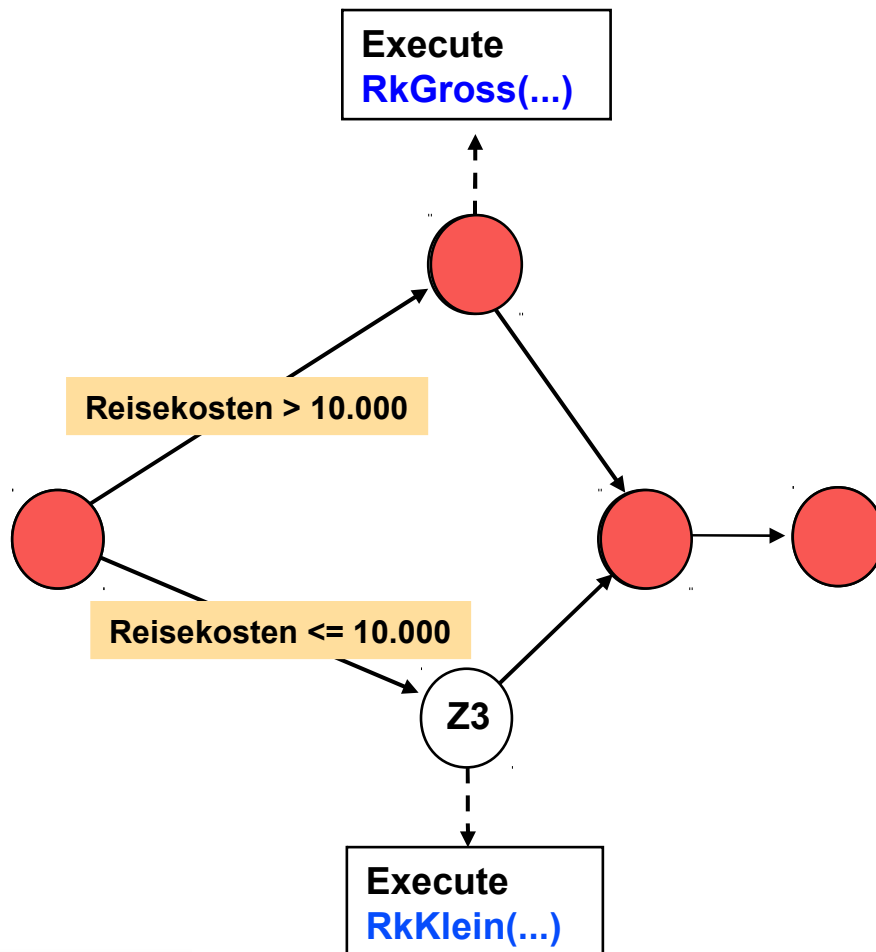 Execute
RkGross(...)
Reisekosten > 10.000
Reisekosten <= 10.000
Z3
Execute
RkKlein(...)